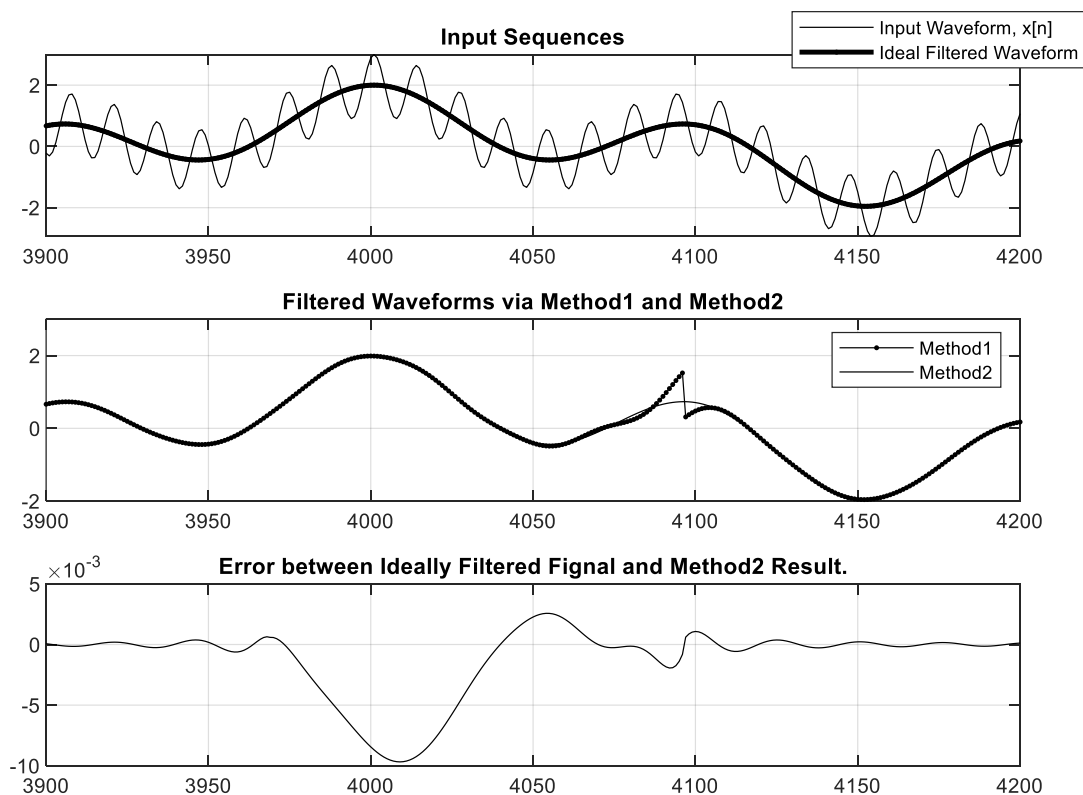 Input Sequences
Input Waveform, x[n]
Ideal Filtered Waveform
2
0
-2
3900 3950 4000 4050 4100 4150 4200
Filtered Waveforms via Method1 and Method2
Method1
Method2
2
0
-2
3900 3950 4000 4050 4100 4150 4200
Error between Ideally Filtered Fignal and Method2 Result.
×10-3
5
0
-5
-10
3900 3950 4000 4050 4100 4150 4200